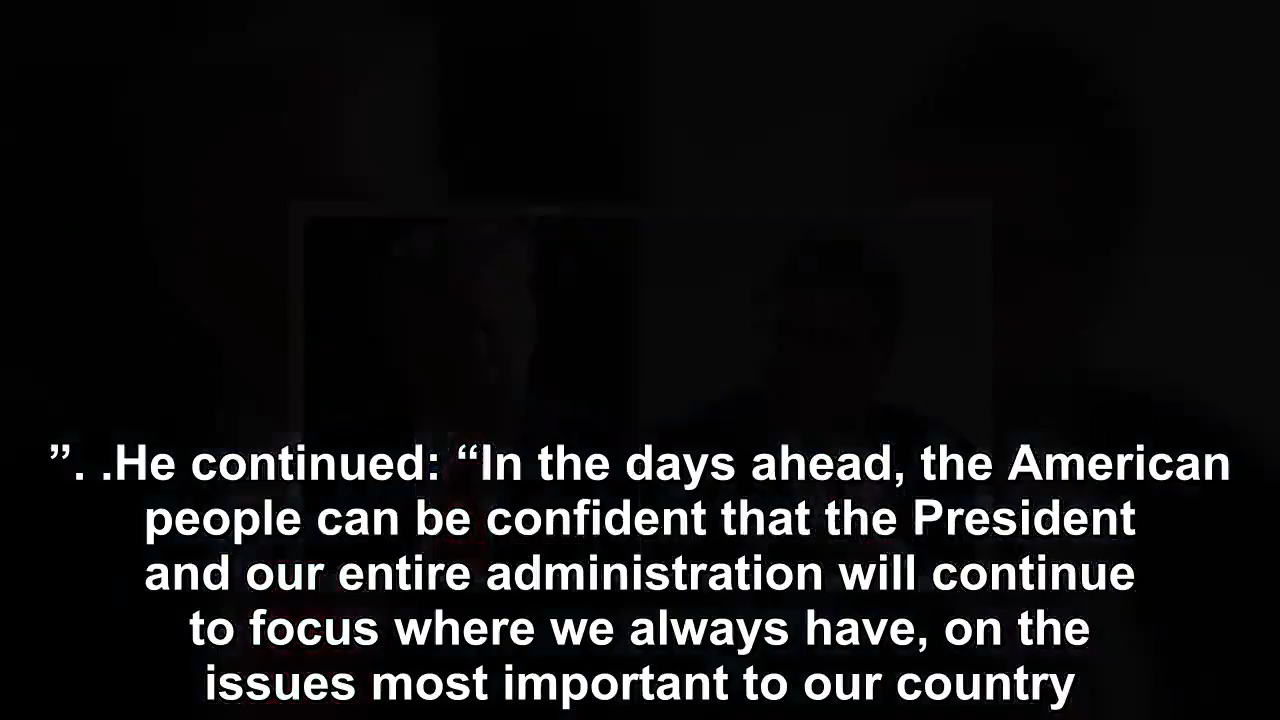 ”. .He continued: “In the days ahead, the American
people can be confident that the President
and our entire administration will continue
to focus where we always have, on the
issues most important to our country